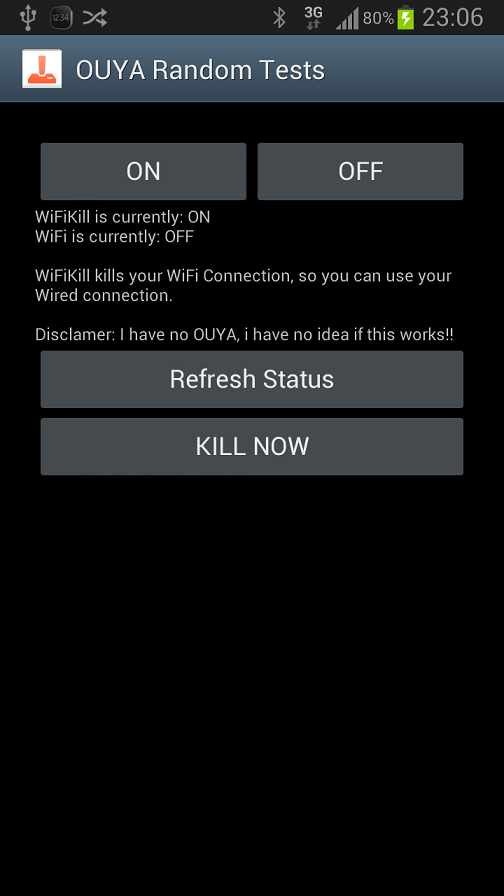 1234 3G 80% 23:06
OUYA Random Tests
ON OFF
WiFiKill is currently: ON
WiFi is currently: OFF
WiFiKill kills your WiFi Connection, so you can use your
Wired connection.
Disclamer: I have no OUYA, i have no idea if this works!!
Refresh Status
KILL NOW